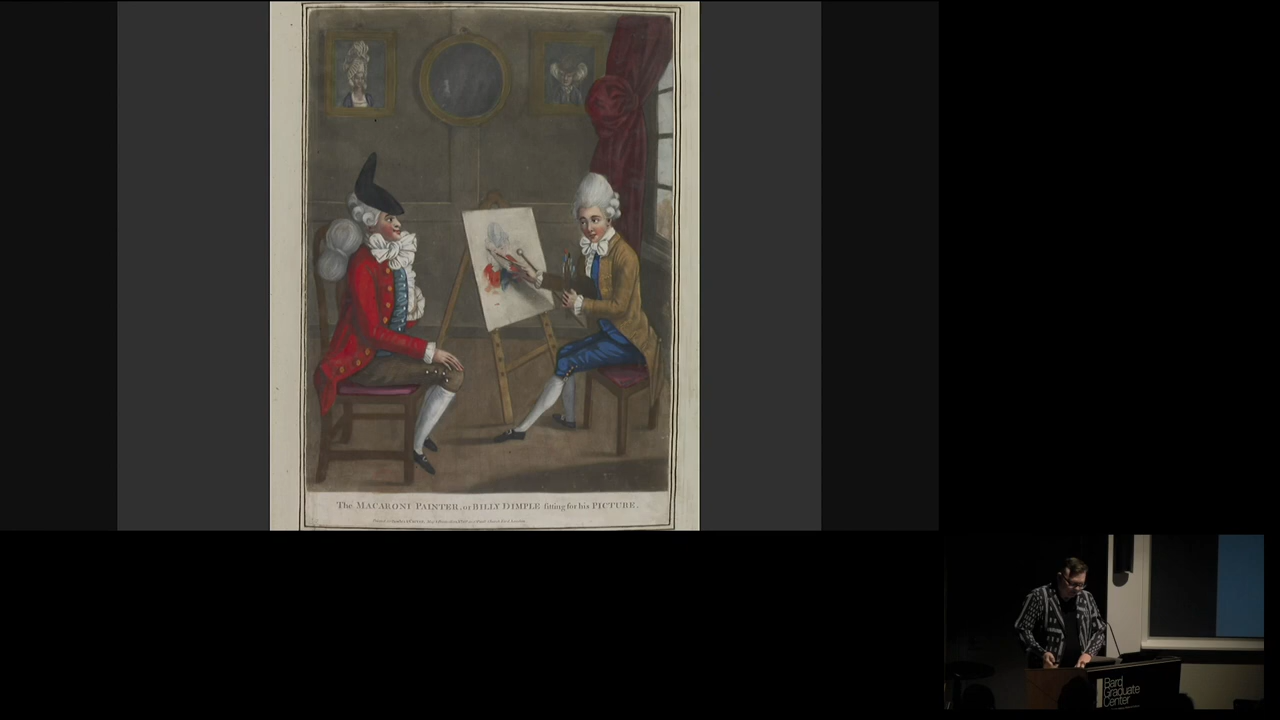 The MACARONI PAINTER, or BILLY DIMPLE sitting for his PICTURE.
Bard
Graduate
Center